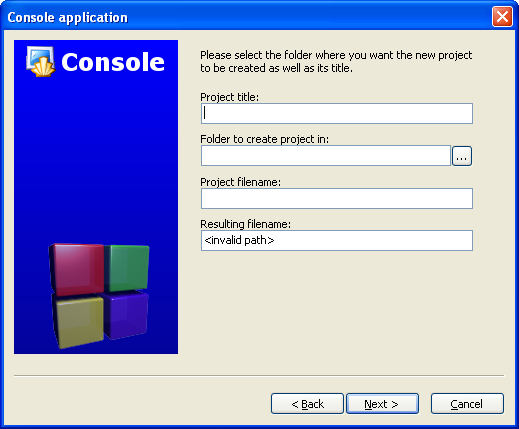 Console application
Console
Please select the folder where you want the new project
to be created as well as its title.
Project title:
Folder to create project in:
...
Project filename:
Resulting filename:
<invalid path>
< Back
Next >
Cancel